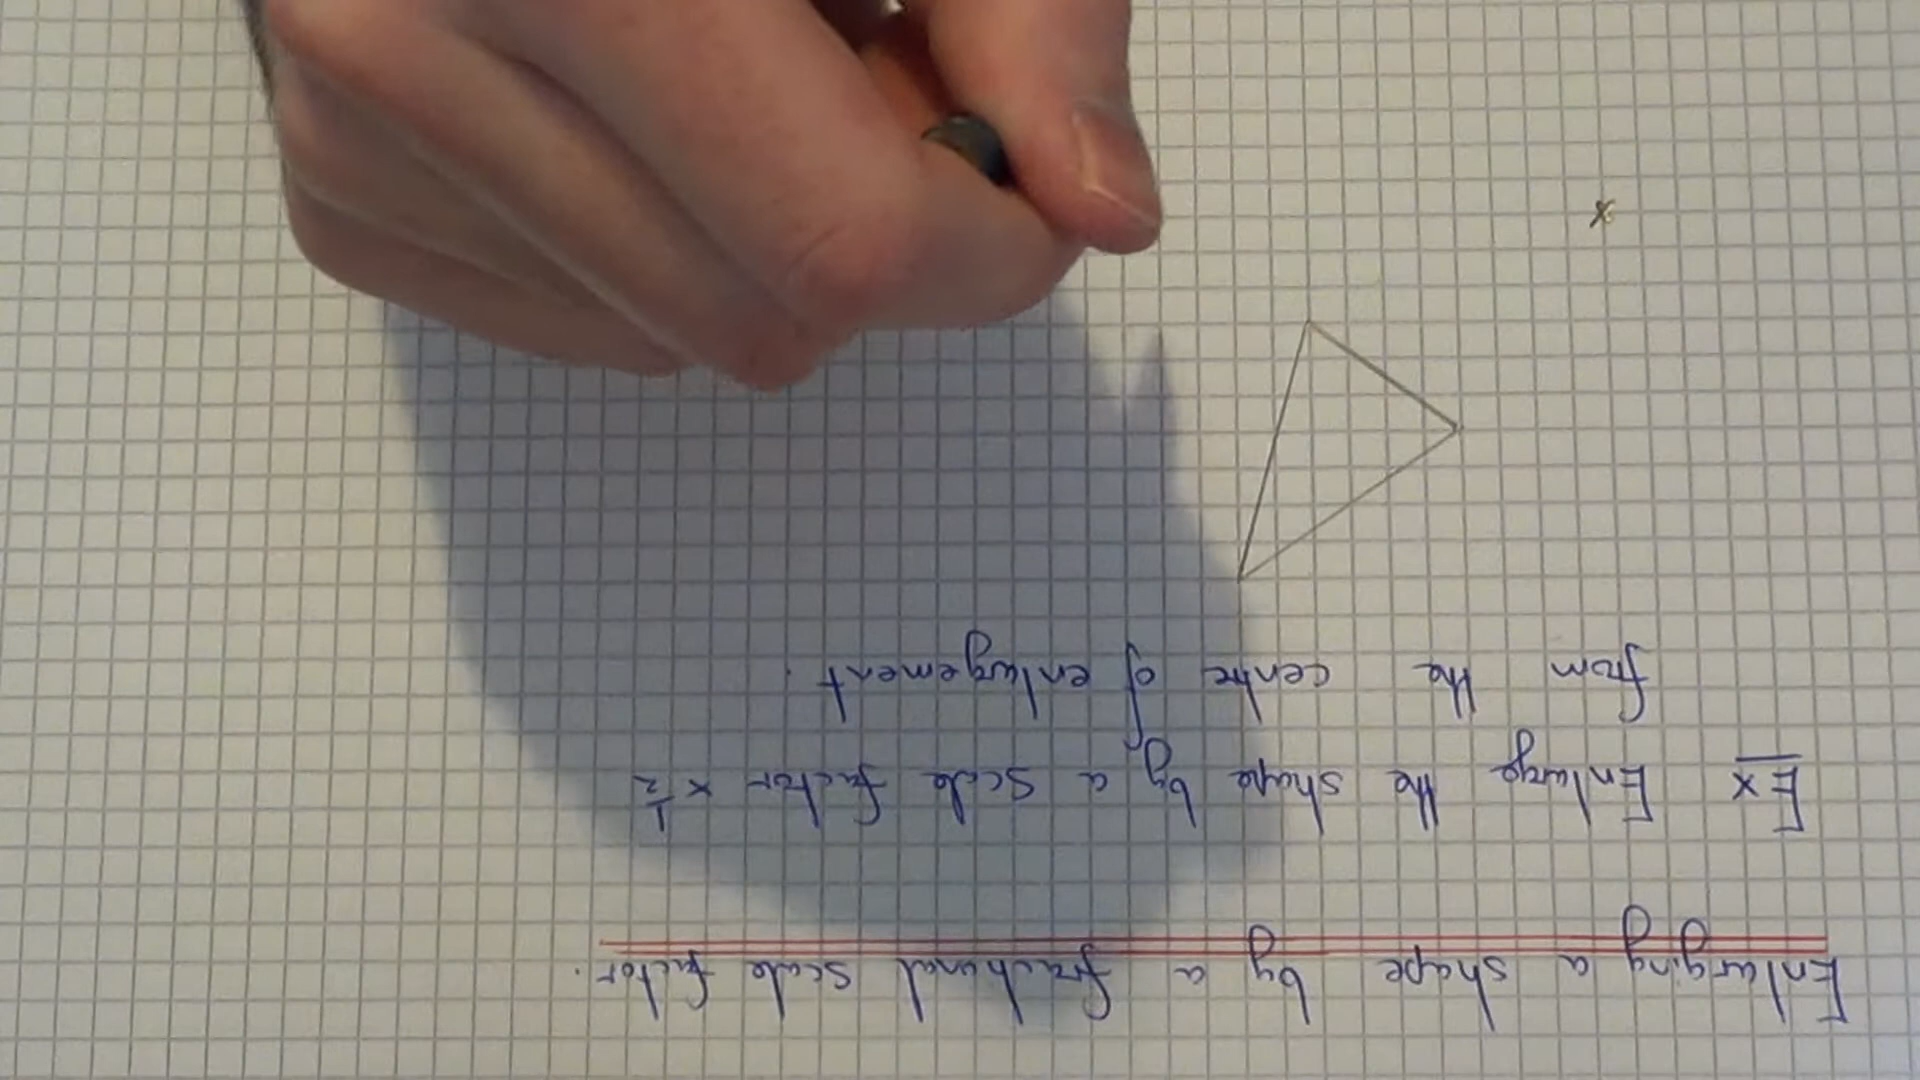 Enlarging a shape by a fractional scale factor.
Ex Enlarge the shape by a scale factor x 1/2
from the centre of enlargement.
x